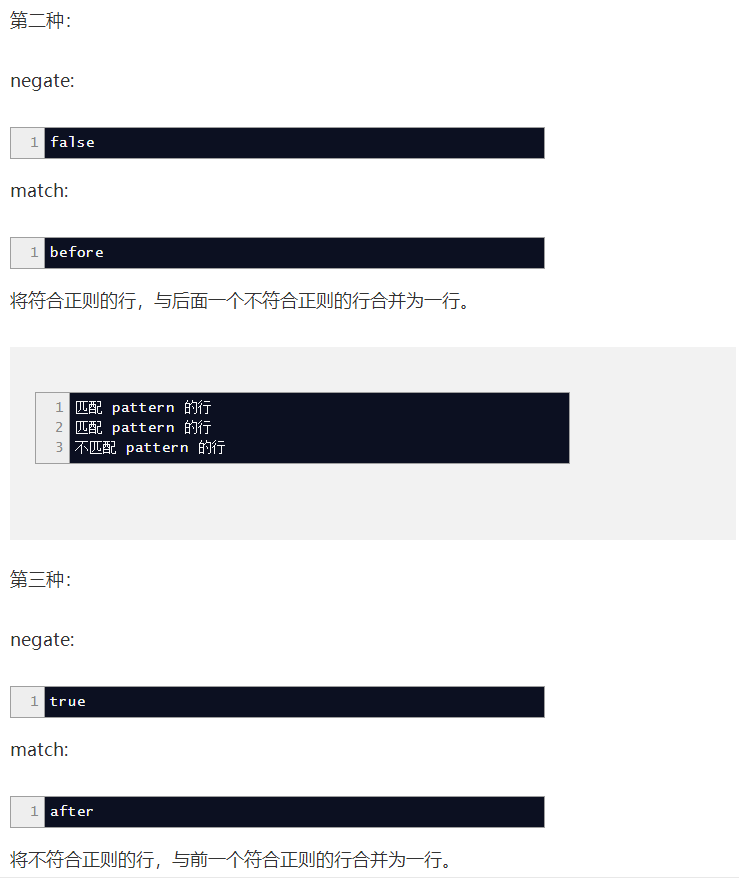 第二种：
negate:
1 false
match:
1 before
将符合正则的行，与后面一个不符合正则的行合并为一行。
1 匹配 pattern 的行
2 匹配 pattern 的行
3 不匹配 pattern 的行
第三种：
negate:
1 true
match:
1 after
将不符合正则的行，与前一个符合正则的行合并为一行。